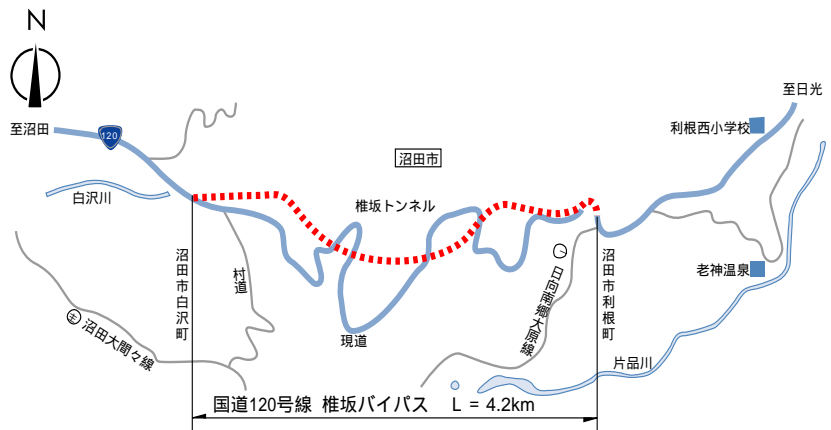 N
至日光
至沼田
120
利根西小学校
沼田市
白沢川
椎坂トンネル
沼田市白沢町
村道
日向南郷大原線
沼田市利根町
老神温泉
主 沼田大間々線
現道
片品川
国道120号線 椎坂バイパス L = 4.2km